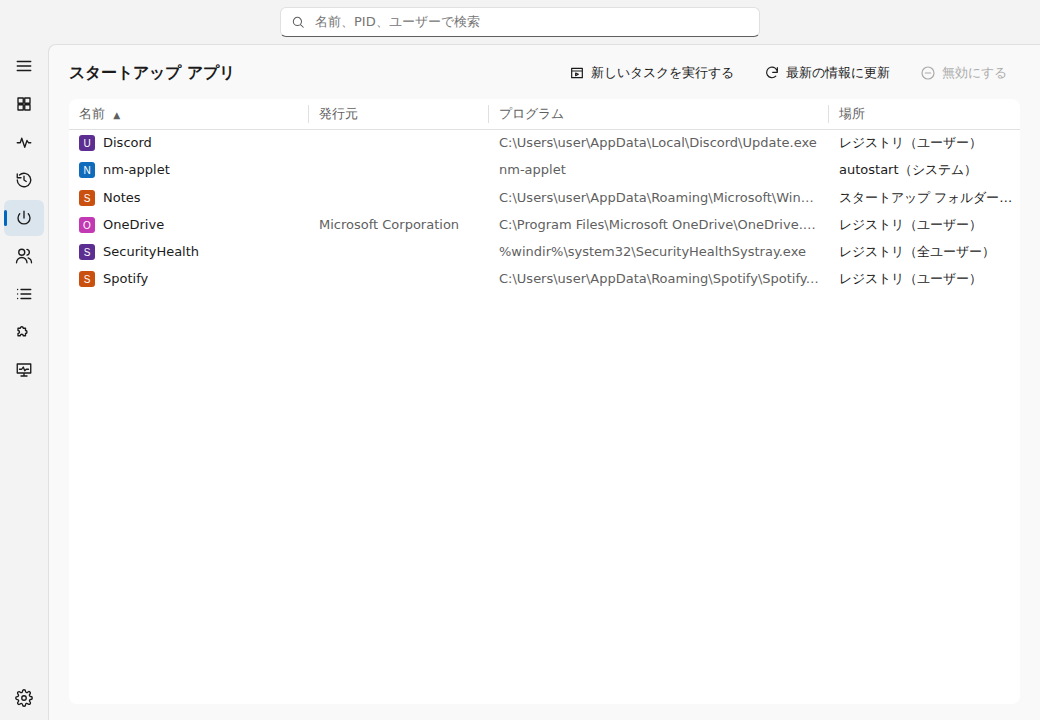 名前、PID、ユーザーで検索
スタートアップ アプリ
新しいタスクを実行する 最新の情報に更新 無効にする
名前 ▲ 発行元 プログラム 場所
U Discord C:\Users\user\AppData\Local\Discord\Update.exe レジストリ（ユーザー）
N nm-applet nm-applet autostart（システム）
S Notes C:\Users\user\AppData\Roaming\Microsoft\Win… スタートアップ フォルダー…
O OneDrive Microsoft Corporation C:\Program Files\Microsoft OneDrive\OneDrive.… レジストリ（ユーザー）
S SecurityHealth %windir%\system32\SecurityHealthSystray.exe レジストリ（全ユーザー）
S Spotify C:\Users\user\AppData\Roaming\Spotify\Spotify… レジストリ（ユーザー）